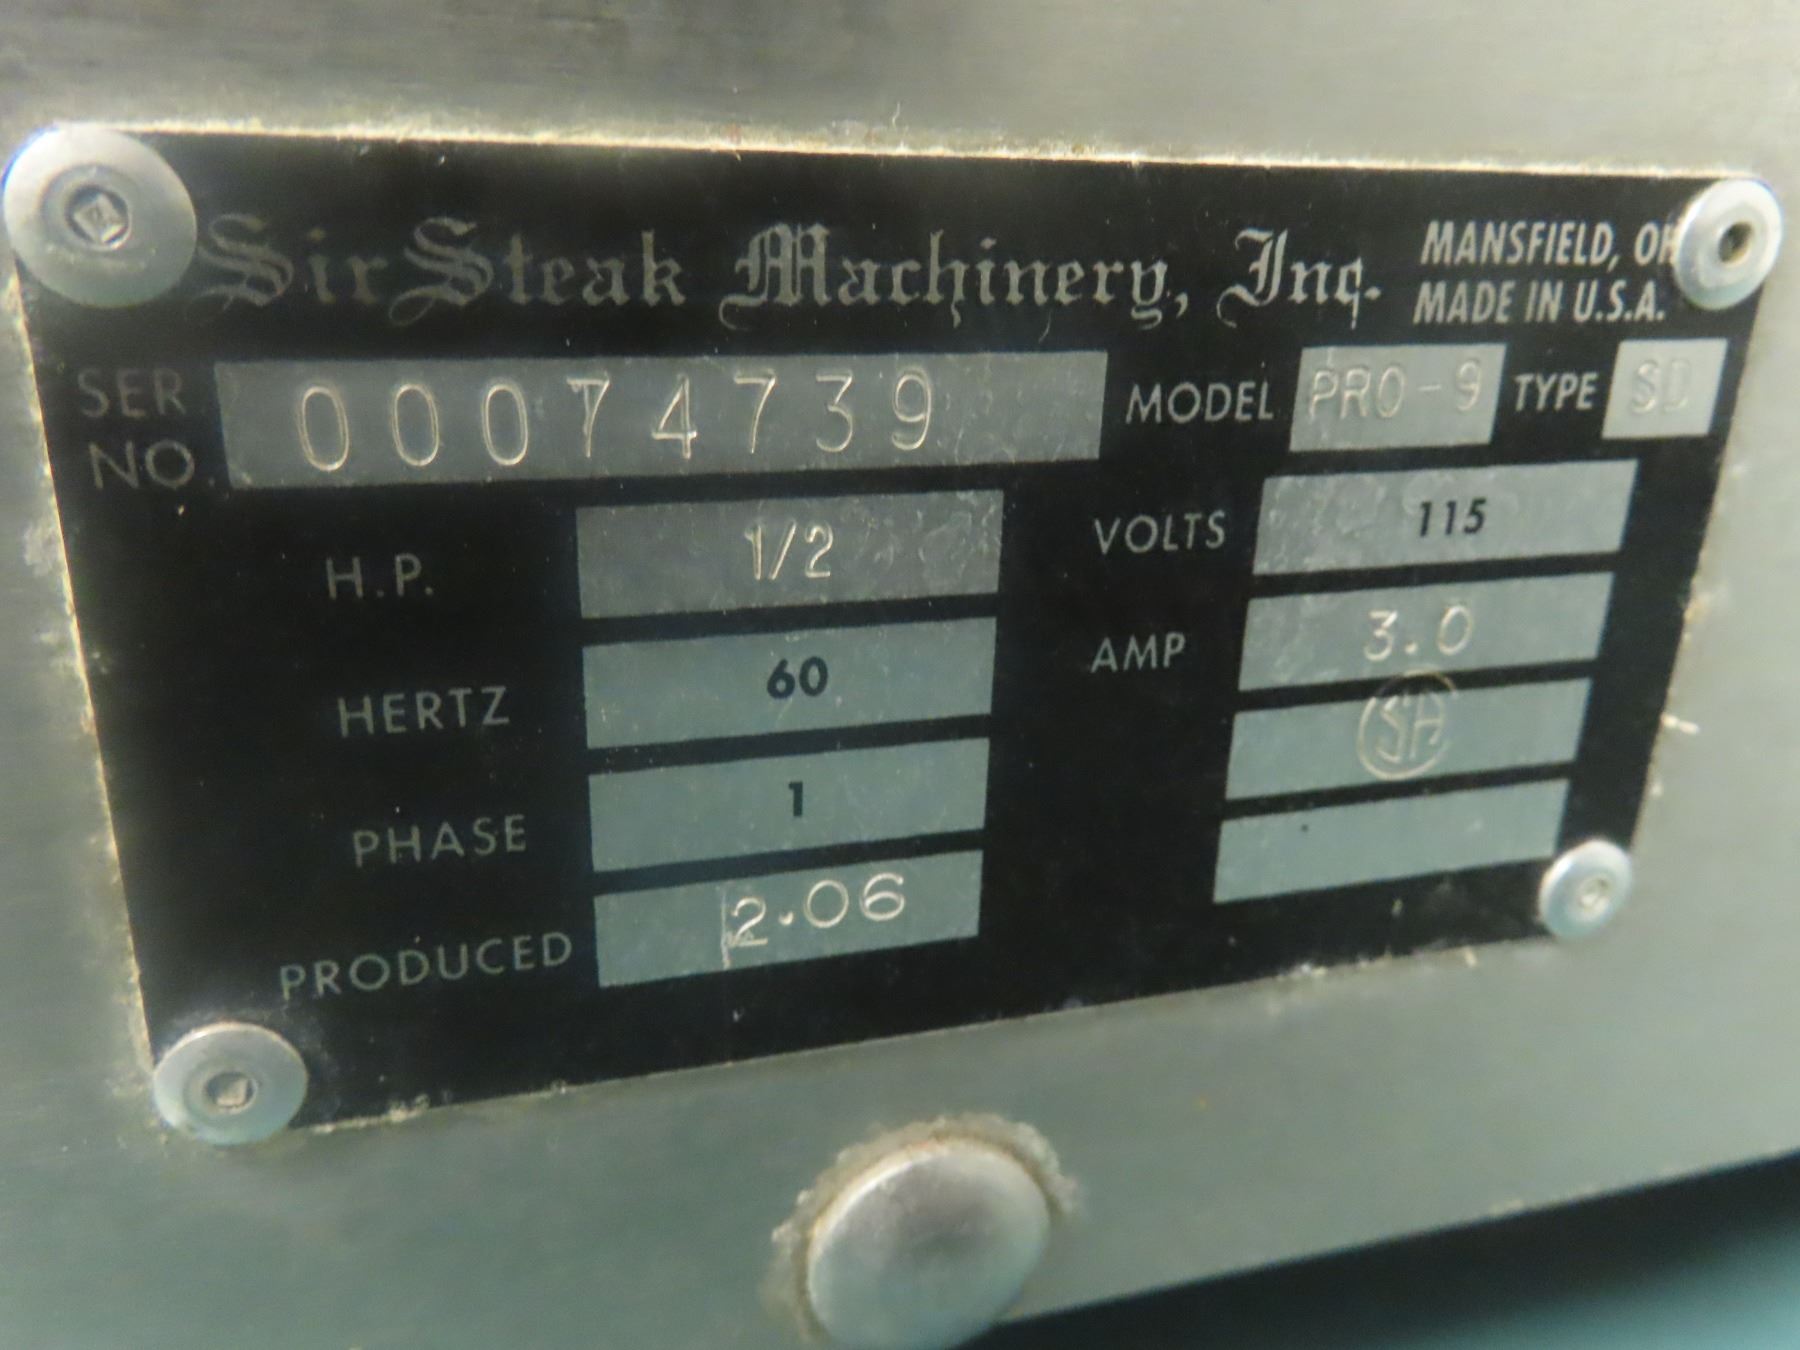 SirSteak Machinery, Inc. MANSFIELD, OH
MADE IN U.S.A.
SER NO. 00074739 MODEL PRO-9 TYPE SD
H.P. 1/2 VOLTS 115
HERTZ 60 AMP 3.0
PHASE 1 SA
PRODUCED 2.06